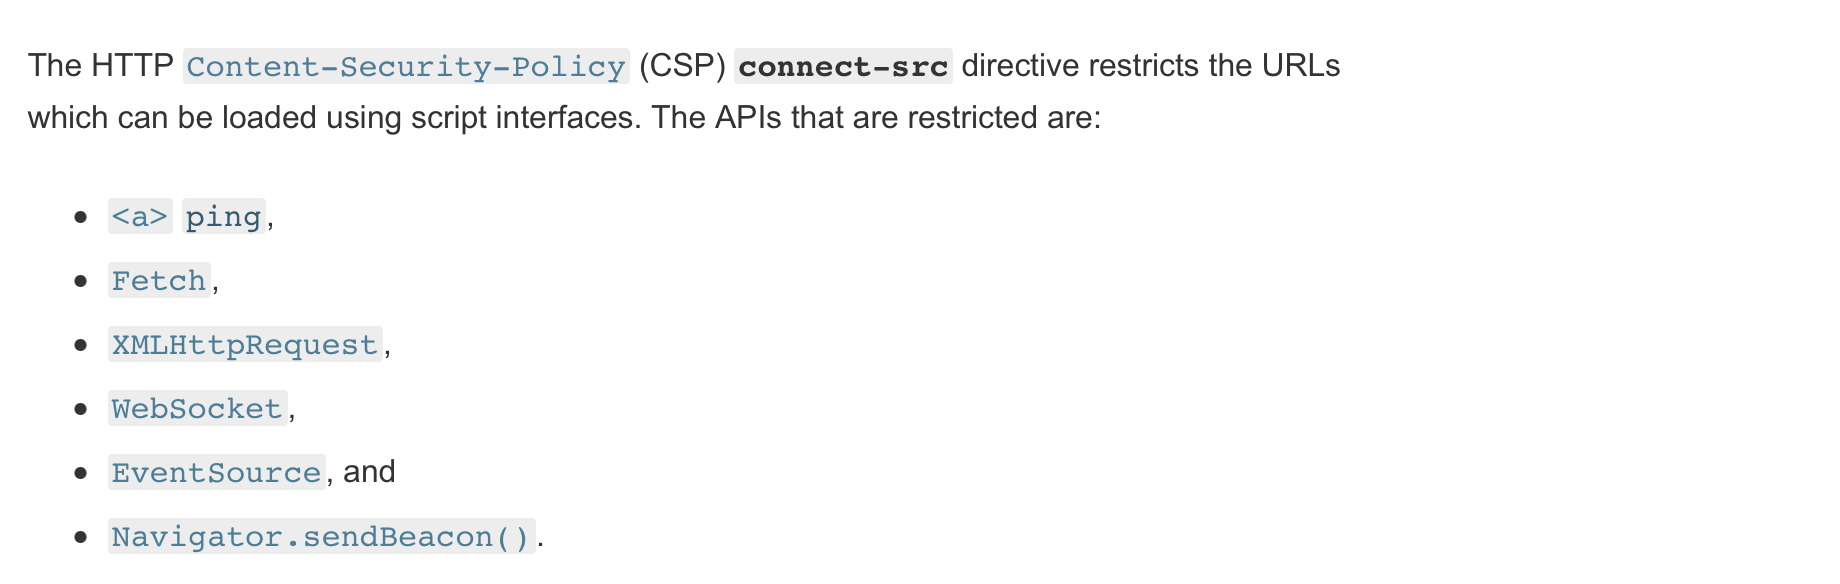 The HTTP Content-Security-Policy (CSP) connect-src directive restricts the URLs
which can be loaded using script interfaces. The APIs that are restricted are:
• <a> ping,
• Fetch,
• XMLHttpRequest,
• WebSocket,
• EventSource, and
• Navigator.sendBeacon().